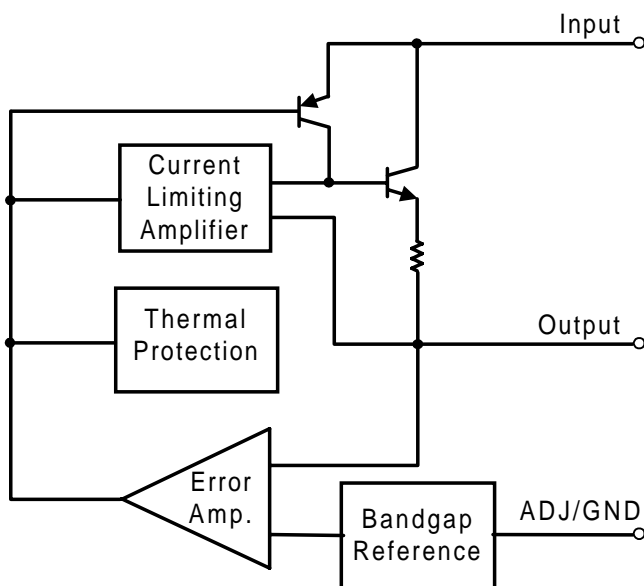 Input
Current
Limiting
Amplifier
Thermal
Protection
Output
Error
Amp.
Bandgap
Reference
ADJ/GND